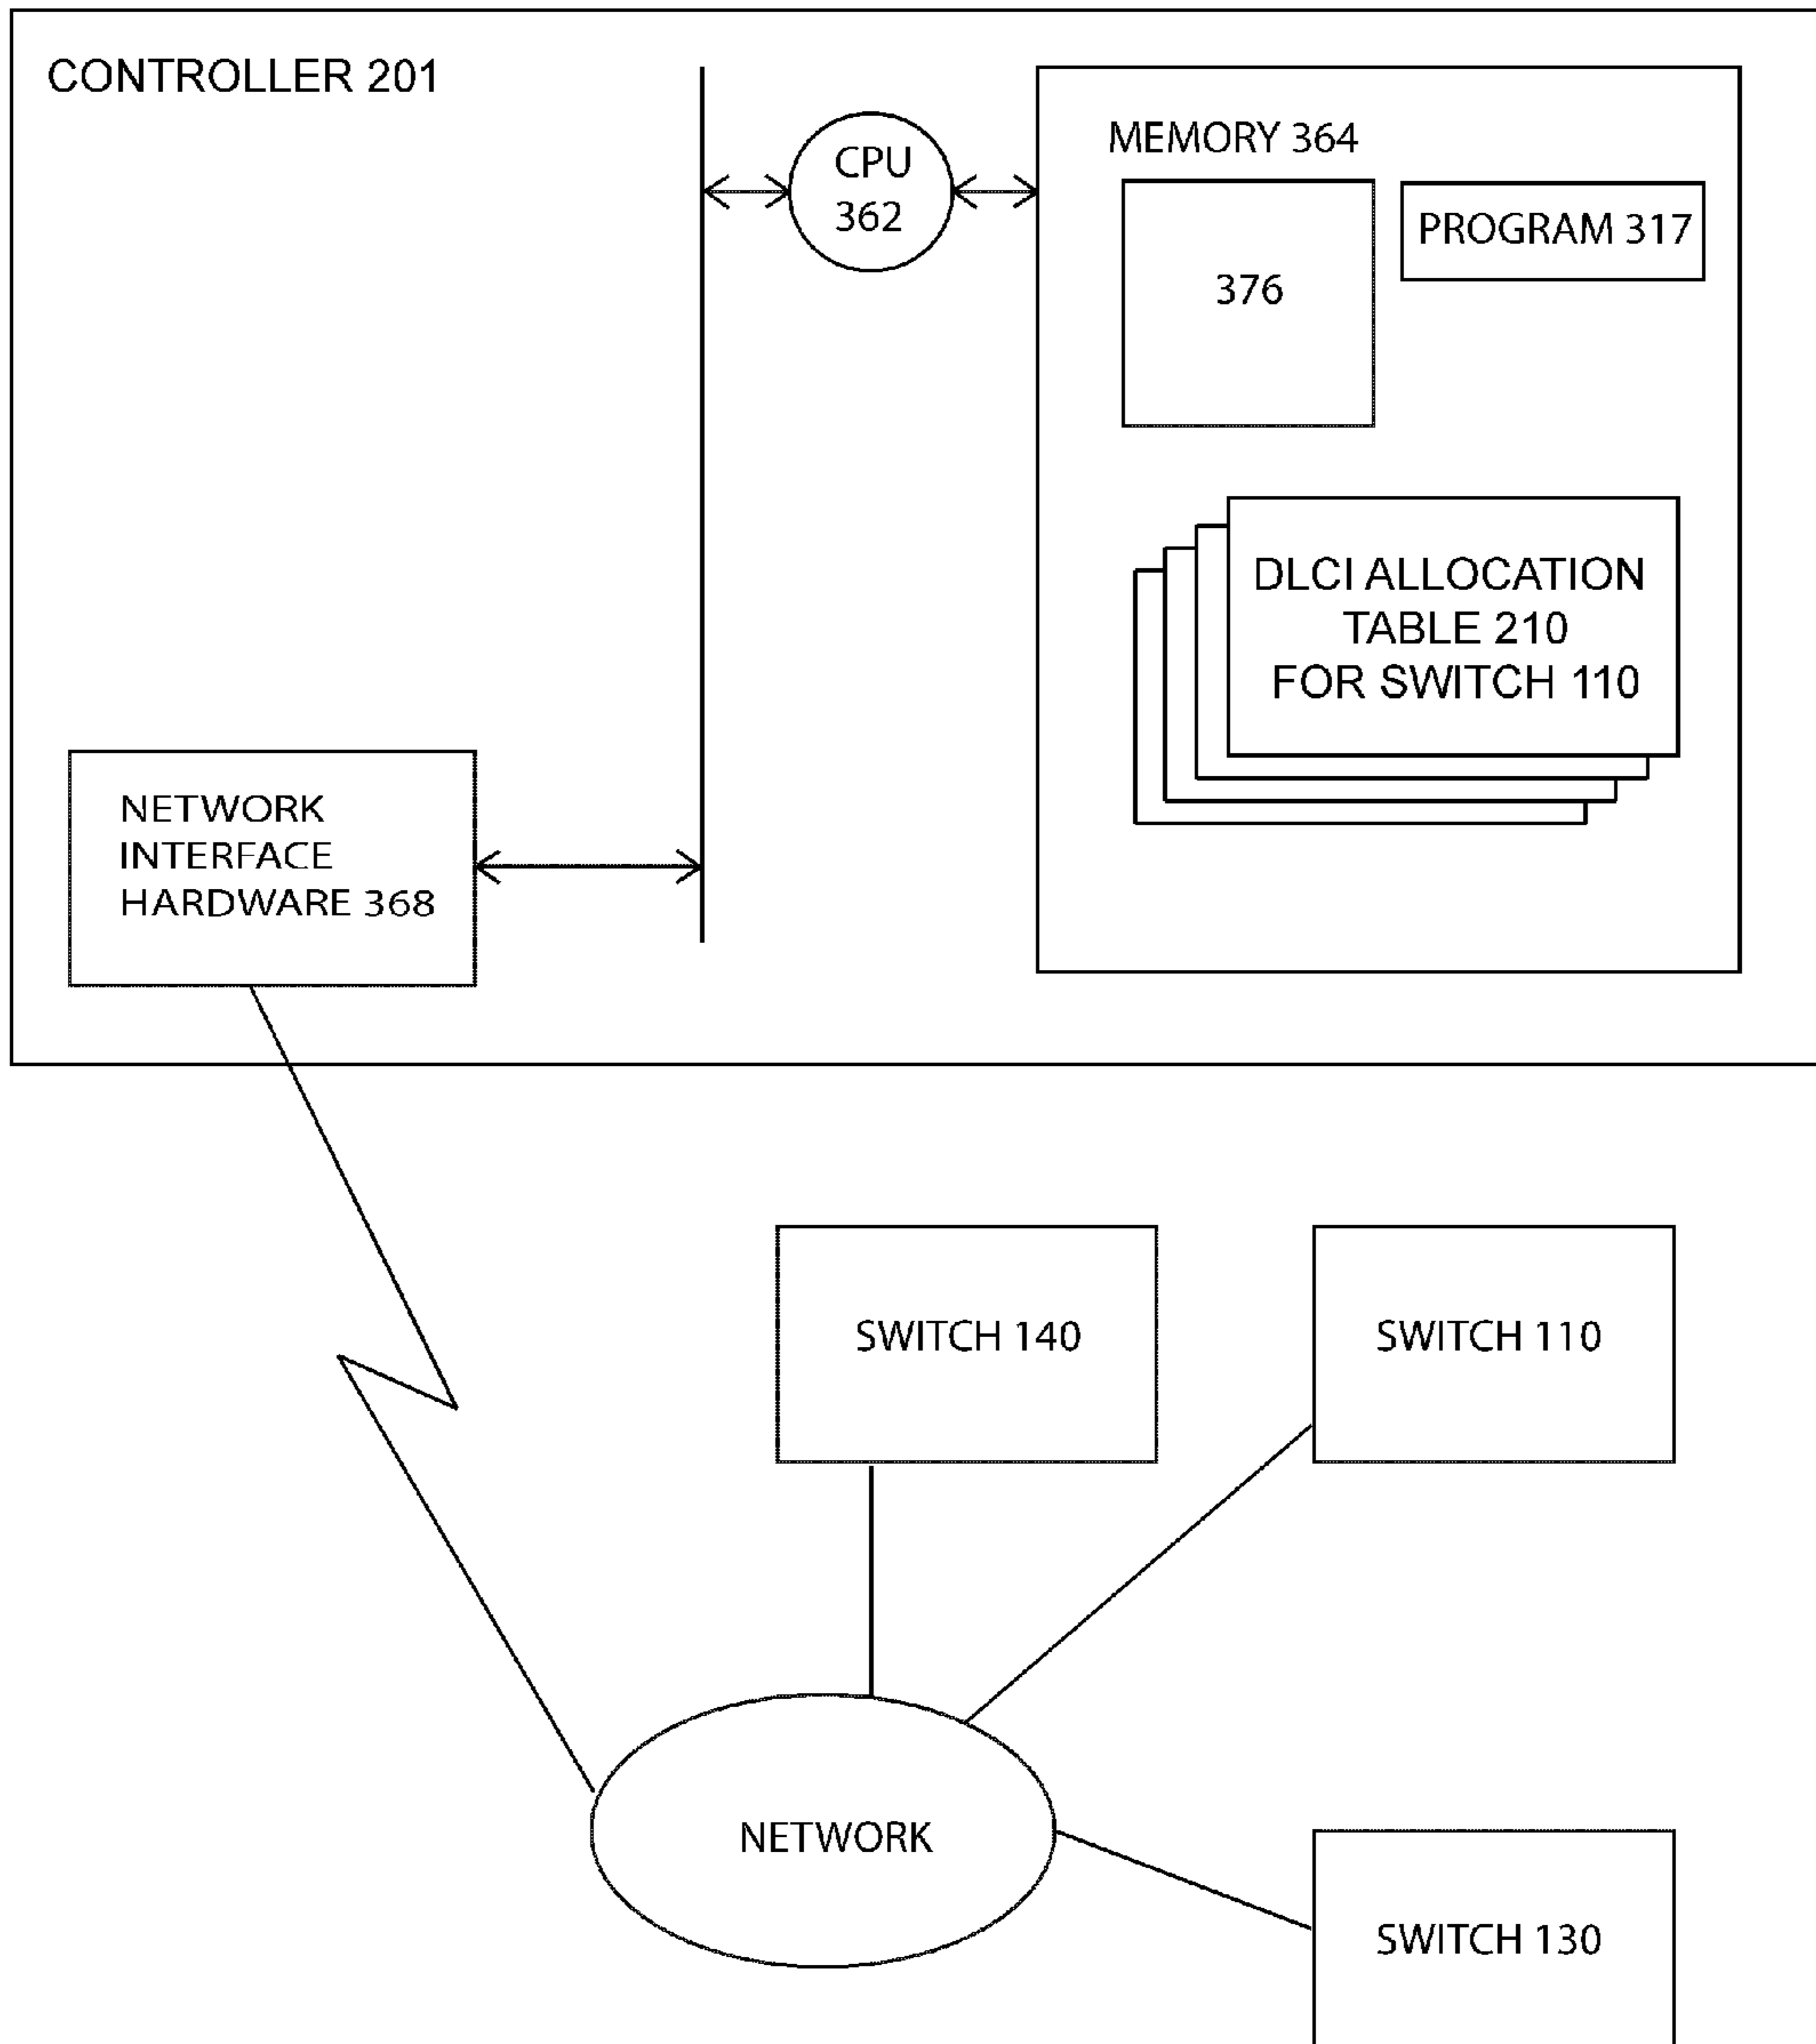 CONTROLLER 201
CPU
362
MEMORY 364
376
PROGRAM 317
DLCI ALLOCATION
TABLE 210
FOR SWITCH 110
NETWORK
INTERFACE
HARDWARE 368
SWITCH 140
SWITCH 110
NETWORK
SWITCH 130